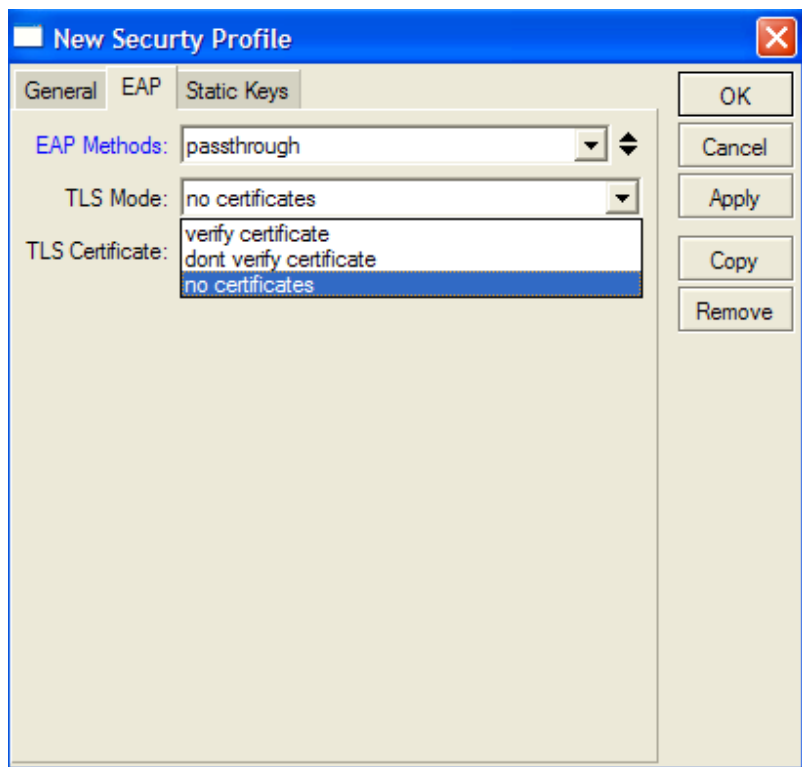 New Securty Profile
General EAP Static Keys
OK
EAP Methods: passthrough
Cancel
TLS Mode: no certificates
Apply
TLS Certificate:
verify certificate
dont verify certificate
no certificates
Copy
Remove